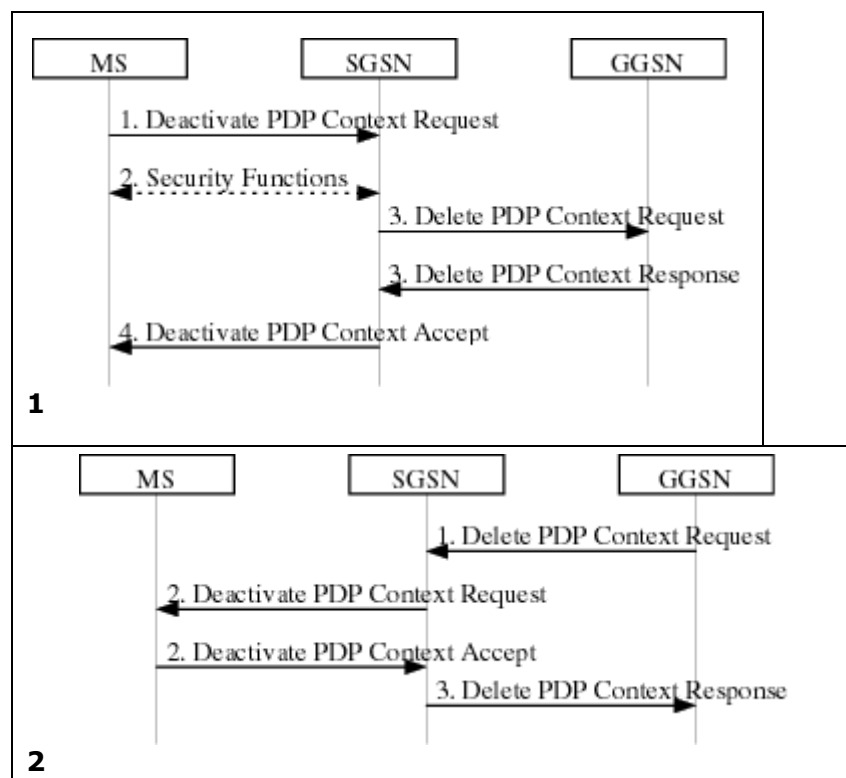 MS SGSN GGSN
1. Deactivate PDP Context Request
2. Security Functions
3. Delete PDP Context Request
3. Delete PDP Context Response
4. Deactivate PDP Context Accept
1
MS SGSN GGSN
1. Delete PDP Context Request
2. Deactivate PDP Context Request
2. Deactivate PDP Context Accept
3. Delete PDP Context Response
2